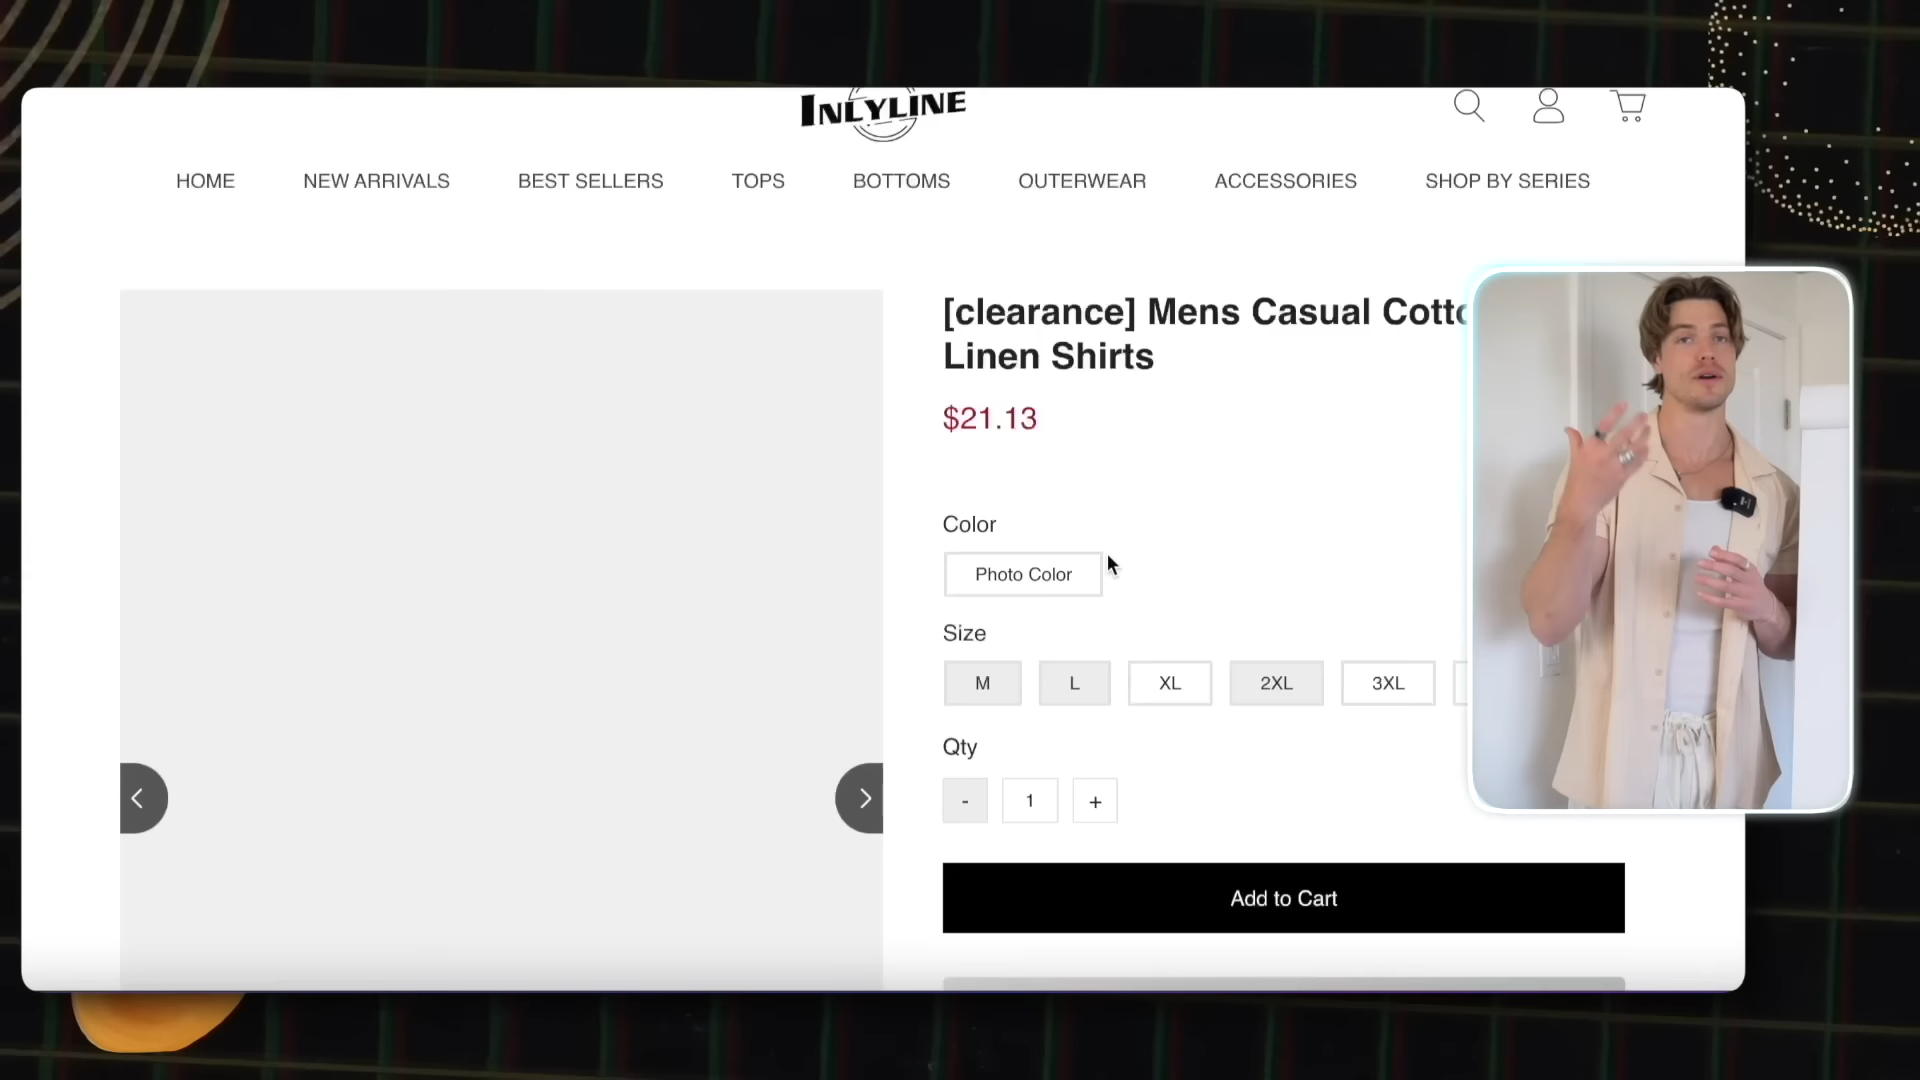 INLYLINE
HOME NEW ARRIVALS BEST SELLERS TOPS BOTTOMS OUTERWEAR ACCESSORIES SHOP BY SERIES
[clearance] Mens Casual Cotto
Linen Shirts
$21.13
Color
Photo Color
Size
M L XL 2XL 3XL
Qty
- 1 +
Add to Cart